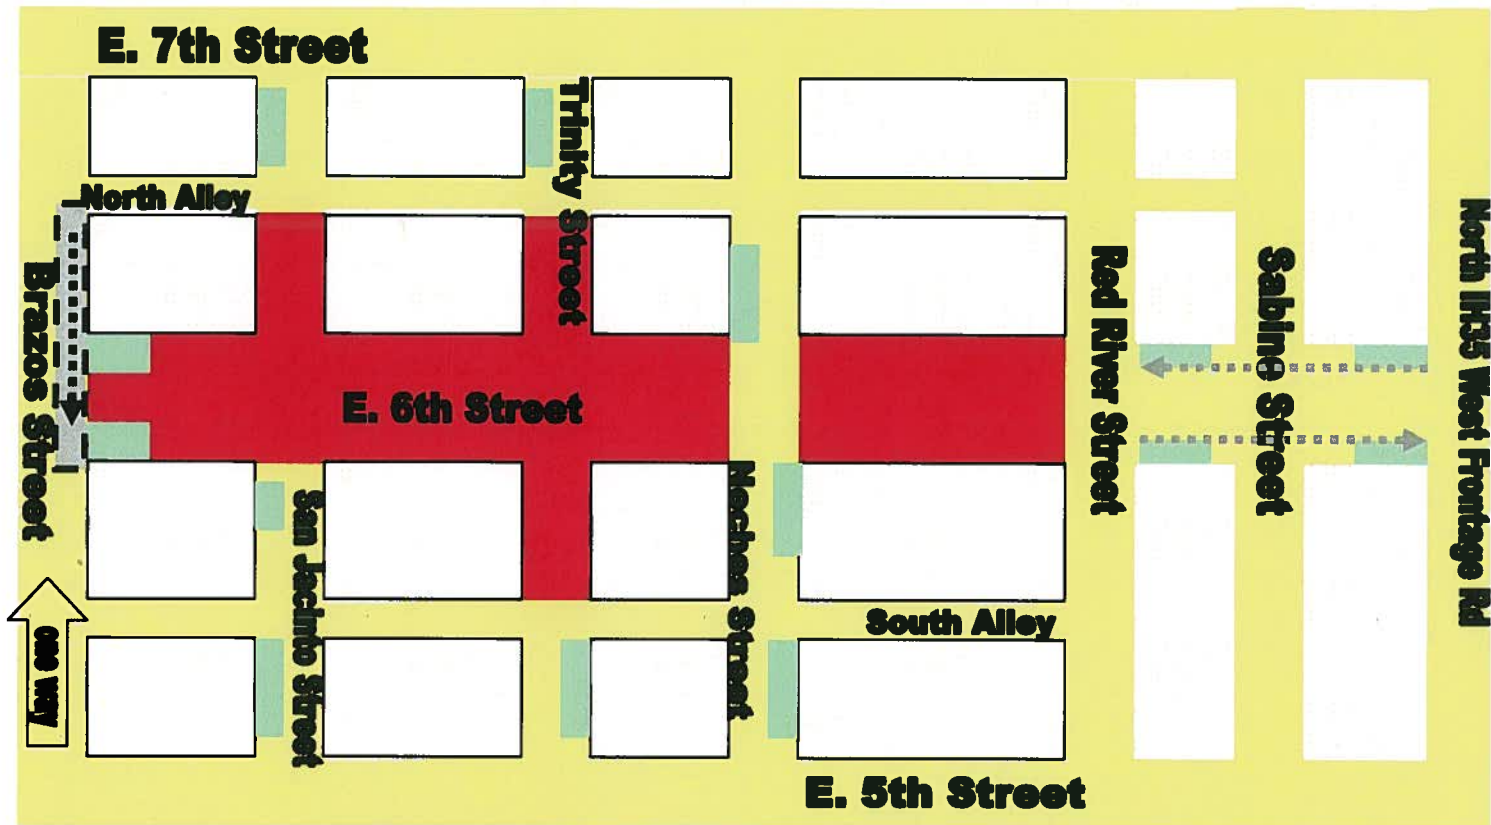 E. 7th Street
Trinity Street
North Alley
Brazos Street
E. 6th Street
Red River Street
Sabine Street
North IH35 West Frontage Rd
San Jacinto Street
Neches Street
one way
South Alley
E. 5th Street